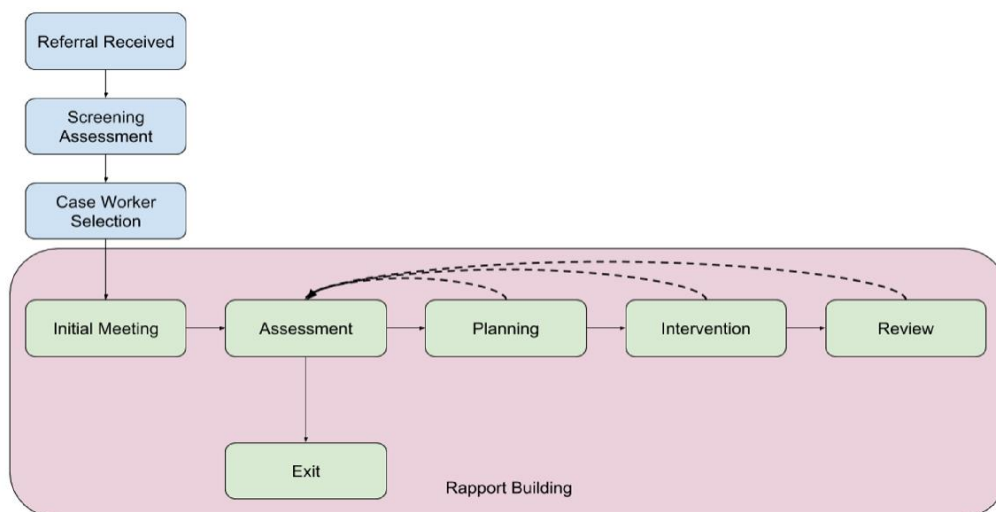 Referral Received
Screening
Assessment
Case Worker
Selection
Initial Meeting
Assessment
Planning
Intervention
Review
Exit
Rapport Building